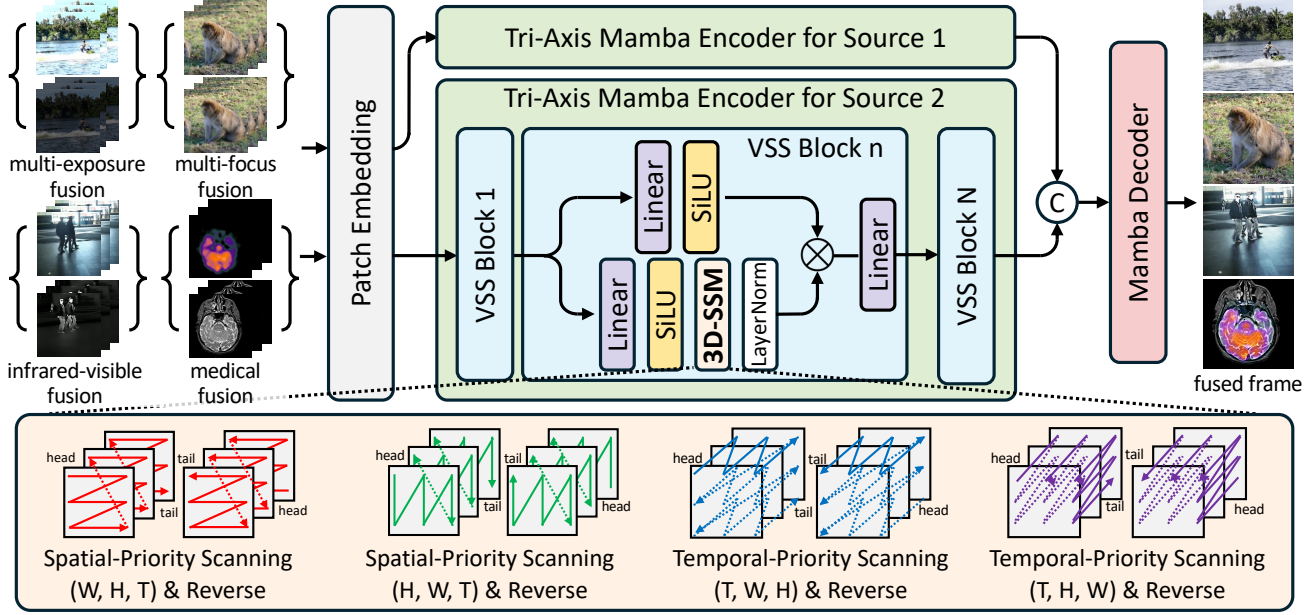 Tri-Axis Mamba Encoder for Source 1
Tri-Axis Mamba Encoder for Source 2
multi-exposure
fusion
multi-focus
fusion
infrared-visible
fusion
medical
fusion
Patch Embedding
VSS Block 1
VSS Block n
Linear
SiLU
Linear
SiLU
3D-SSM
LayerNorm
Linear
VSS Block N
C
Mamba Decoder
fused frame
head
tail
tail
head
Spatial-Priority Scanning
(W, H, T) & Reverse
head
tail
tail
head
Spatial-Priority Scanning
(H, W, T) & Reverse
head
tail
tail
head
Temporal-Priority Scanning
(T, W, H) & Reverse
head
tail
tail
head
Temporal-Priority Scanning
(T, H, W) & Reverse